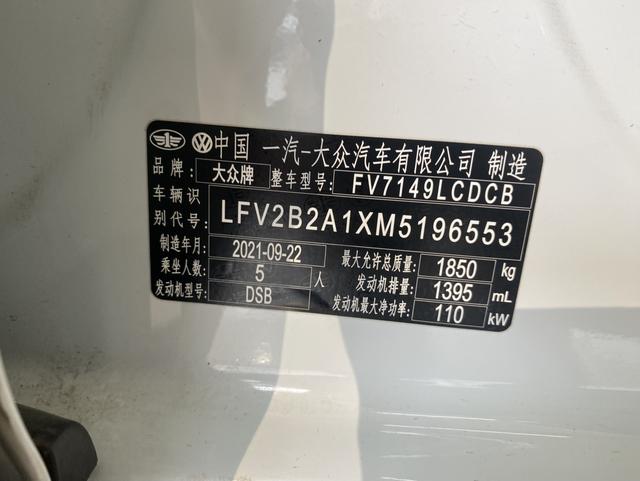 中国 一汽-大众汽车有限公司 制造
品牌: 大众牌 整车型号: FV7149LCDCB
车辆识别代号: LFV2B2A1XM5196553
制造年月: 2021-09-22 最大允许总质量: 1850 kg
乘坐人数: 5 人 发动机排量: 1395 mL
发动机型号: DSB 发动机最大净功率: 110 kW